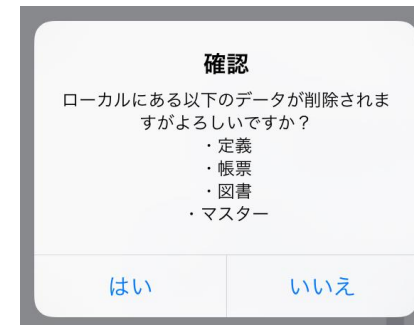 確認
ローカルにある以下のデータが削除されま
すがよろしいですか？
・定義
・帳票
・図書
・マスター
はい
いいえ